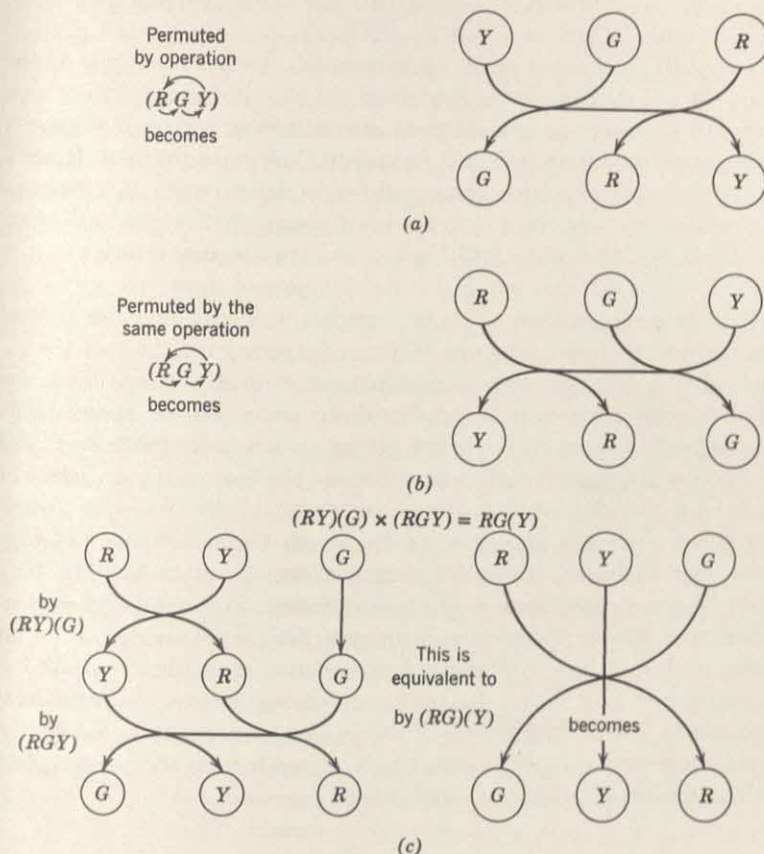 Permuted
by operation
(R G Y)
becomes
Y G R
G R Y
(a)
Permuted by the
same operation
(R G Y)
becomes
R G Y
Y R G
(b)
(RY)(G) × (RGY) = RG(Y)
R Y G
by
(RY)(G)
Y R G
by
(RGY)
G Y R
R Y G
This is
equivalent to
by (RG)(Y)
becomes
G Y R
(c)